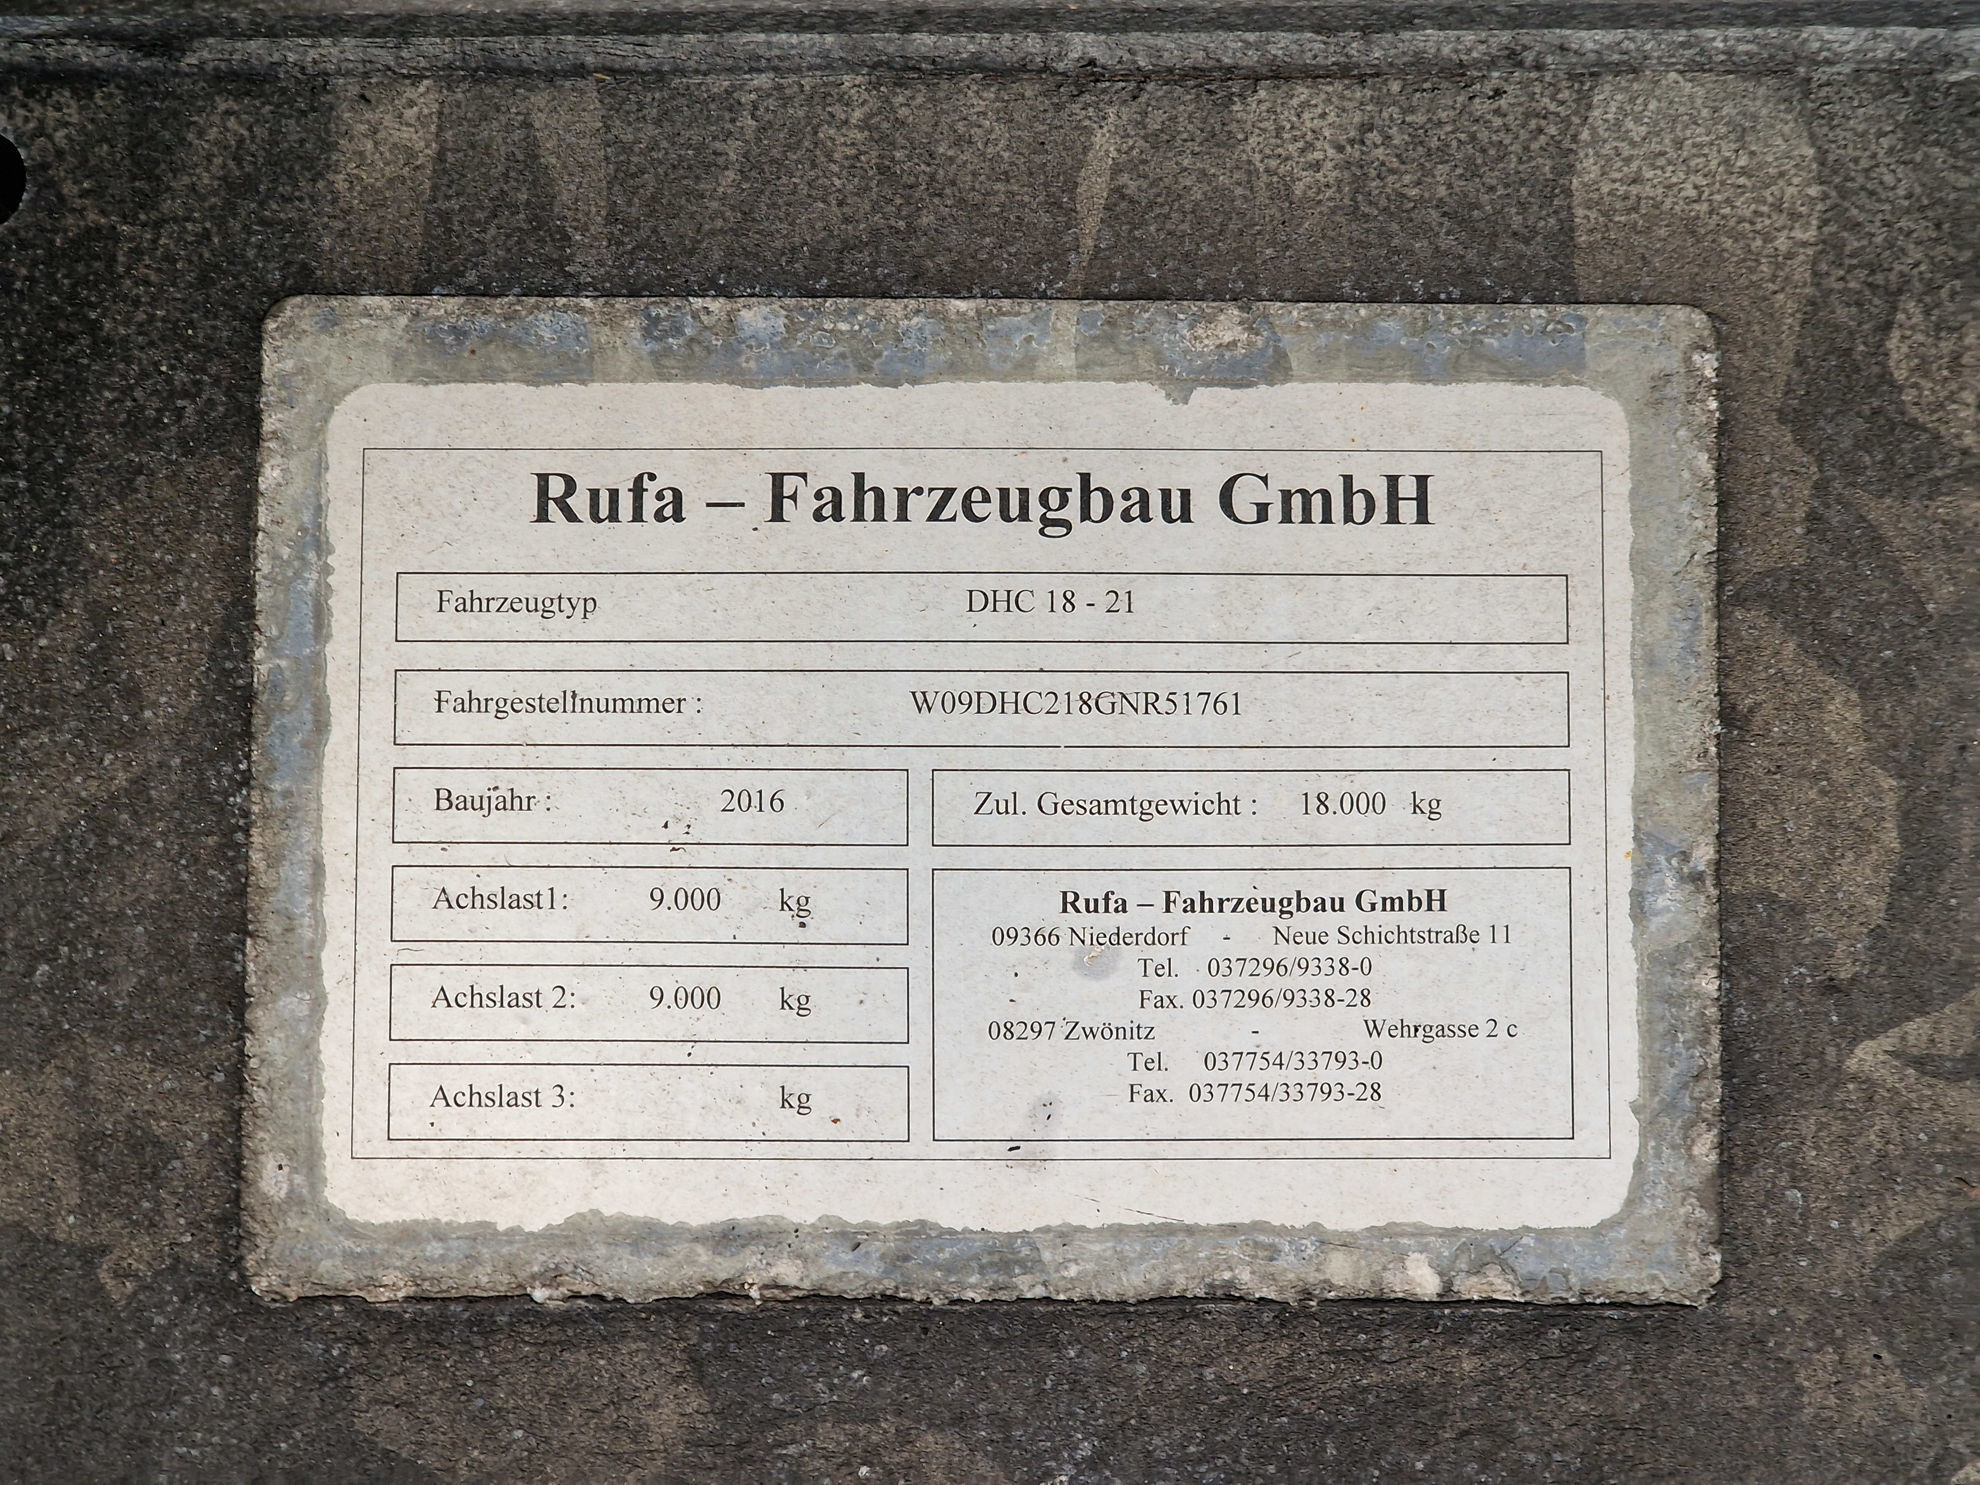 Rufa – Fahrzeugbau GmbH
Fahrzeugtyp DHC 18 - 21
Fahrgestellnummer : W09DHC218GNR51761
Baujahr : 2016
Zul. Gesamtgewicht : 18.000 kg
Achslast1: 9.000 kg
Achslast 2: 9.000 kg
Achslast 3: kg
Rufa – Fahrzeugbau GmbH
09366 Niederdorf - Neue Schichtstraße 11
Tel. 037296/9338-0
Fax. 037296/9338-28
08297 Zwönitz - Wehrgasse 2 c
Tel. 037754/33793-0
Fax. 037754/33793-28